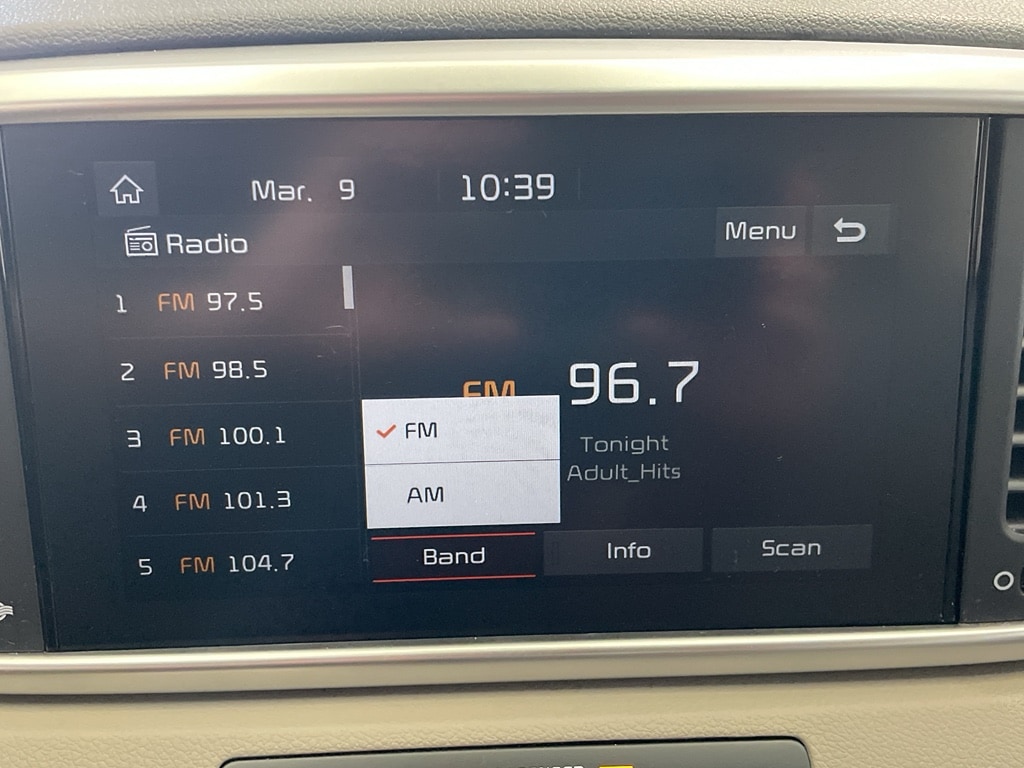 Mar. 9 10:39
Radio
Menu
1 FM 97.5
2 FM 98.5
3 FM 100.1
4 FM 101.3
5 FM 104.7
FM 96.7
Tonight
Adult_Hits
FM
AM
Band Info Scan